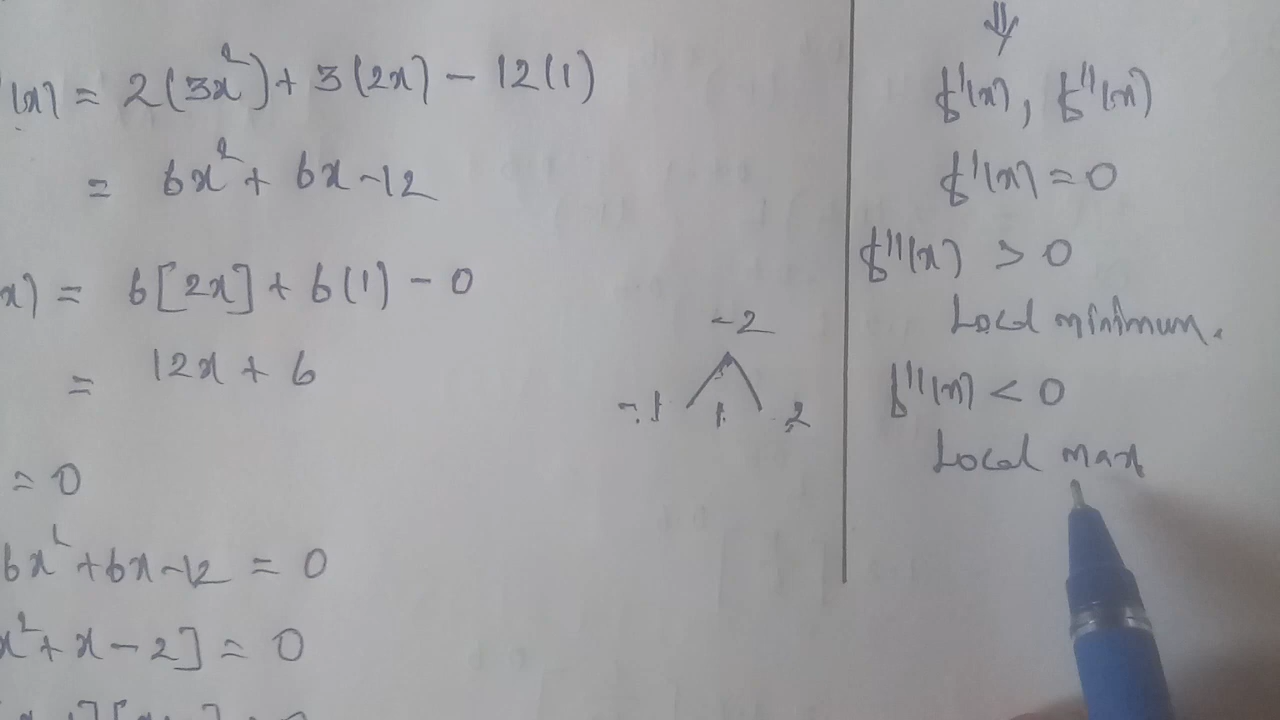 '(x) = 2(3x²) + 3(2x) - 12(1)
= 6x² + 6x - 12
x) = 6[2x] + 6(1) - 0
= 12x + 6
= 0
6x² + 6x - 12 = 0
x² + x - 2] = 0
-2
-1 1 2
⇓
f'(x), f''(x)
f'(x) = 0
f''(x) > 0
Local minimum.
f''(x) < 0
Local max